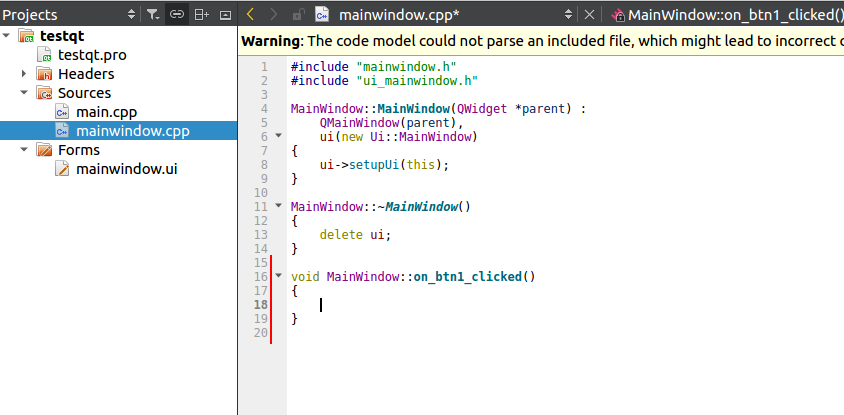 Projects
mainwindow.cpp*
MainWindow::on_btn1_clicked()
testqt
testqt.pro
Headers
Sources
main.cpp
mainwindow.cpp
Forms
mainwindow.ui
Warning: The code model could not parse an included file, which might lead to incorrect
1 #include "mainwindow.h"
2 #include "ui_mainwindow.h"
3
4 MainWindow::MainWindow(QWidget *parent) :
5     QMainWindow(parent),
6     ui(new Ui::MainWindow)
7 {
8     ui->setupUi(this);
9 }
10
11 MainWindow::~MainWindow()
12 {
13     delete ui;
14 }
15
16 void MainWindow::on_btn1_clicked()
17 {
18
19 }
20